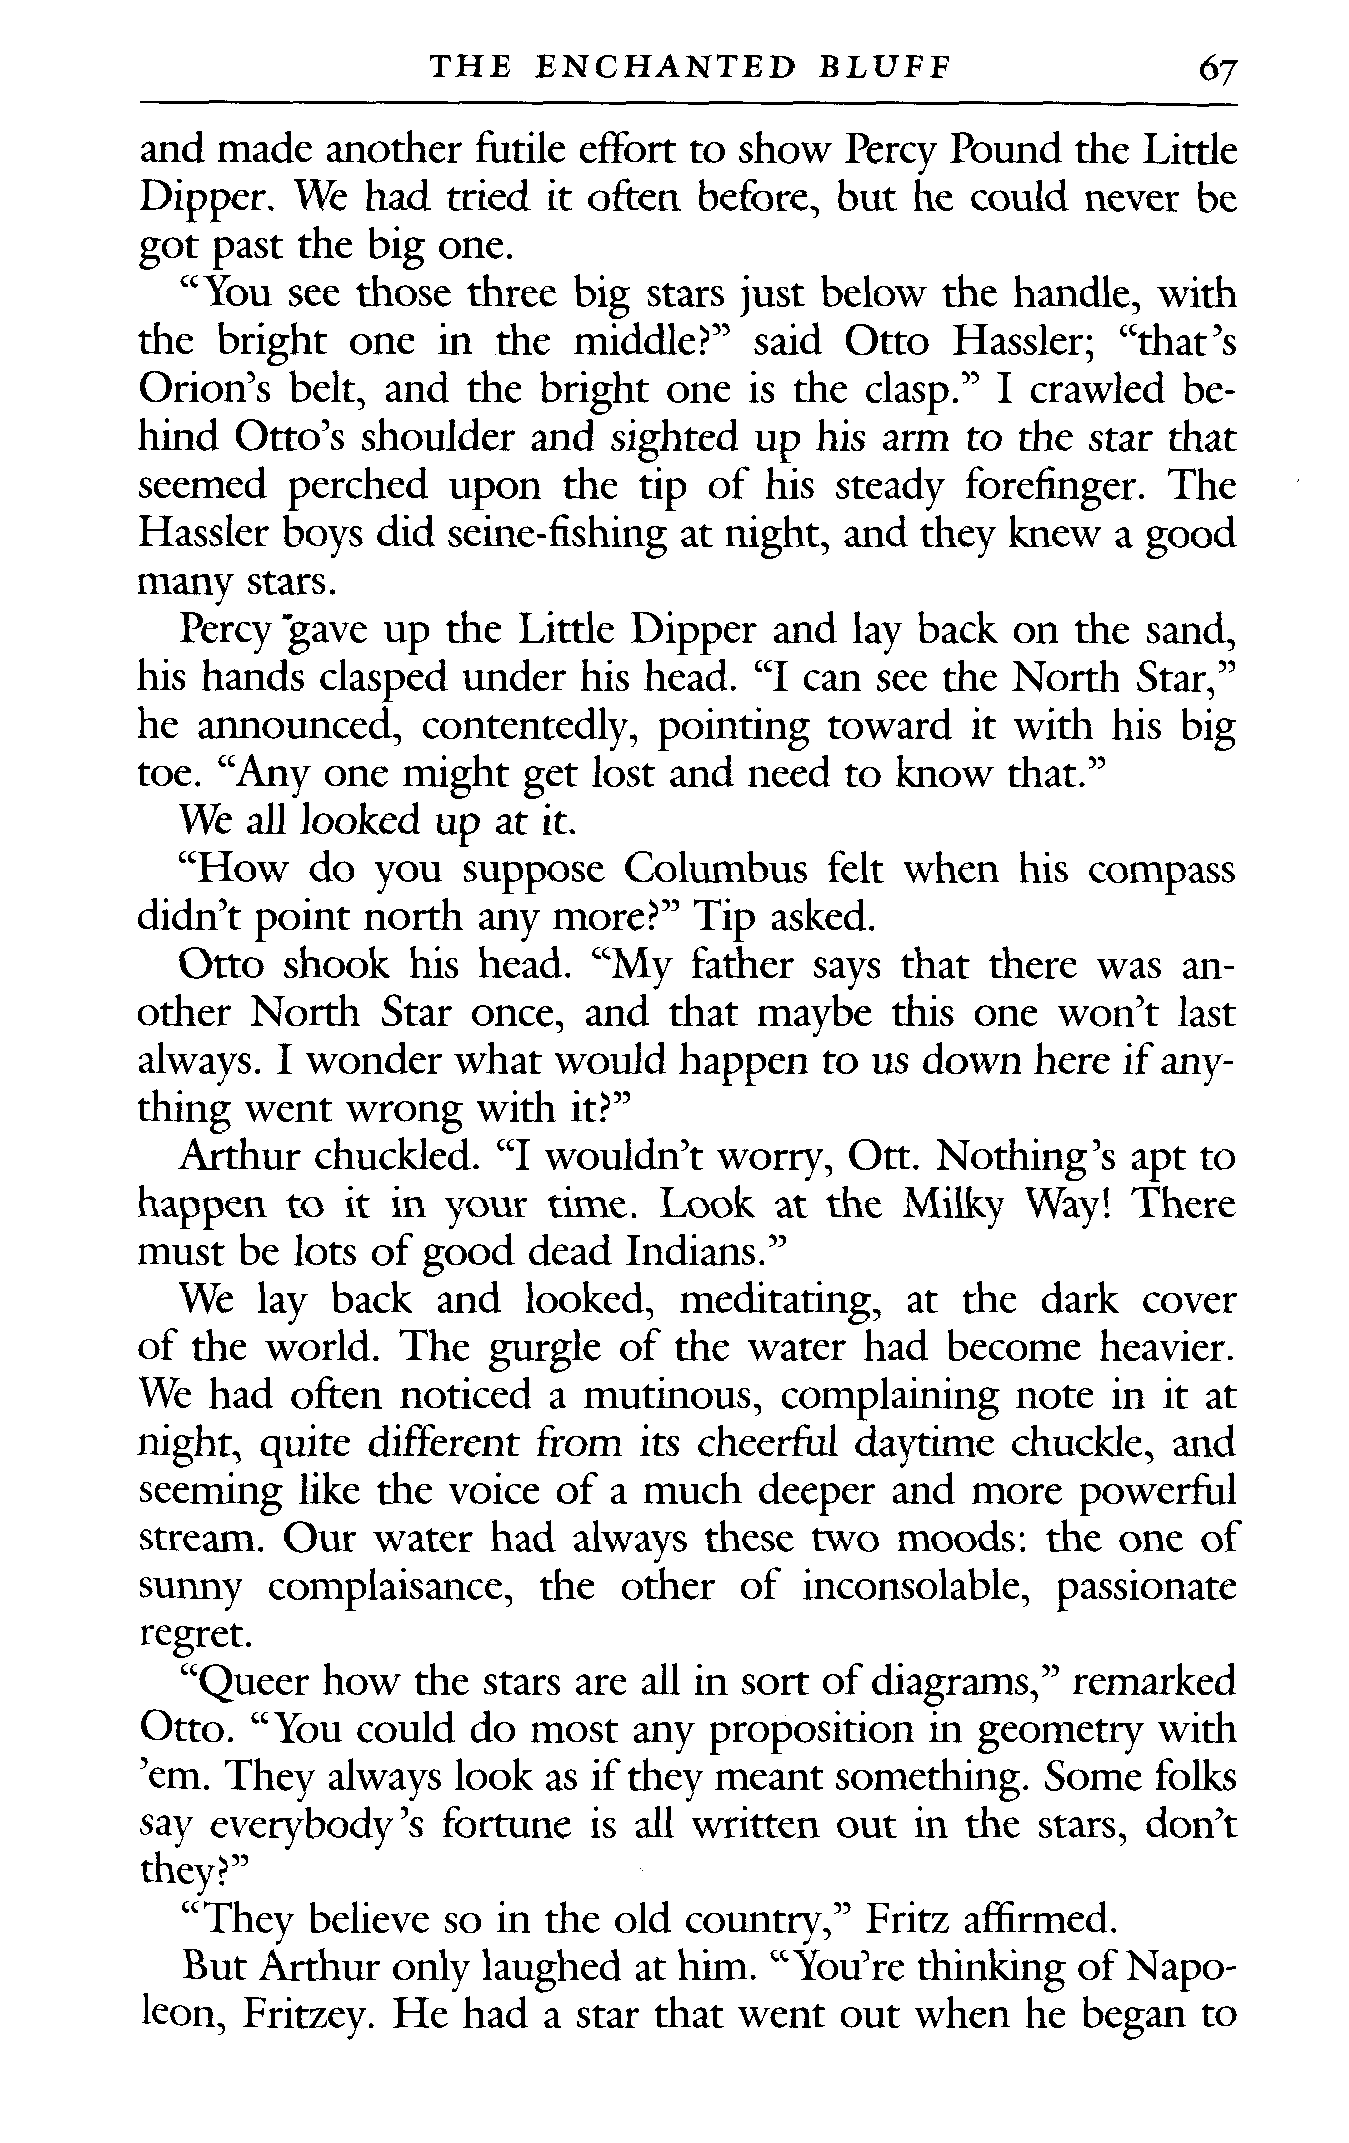 THE ENCHANTED BLUFF 67
and made another futile effort to show Percy Pound the Little
Dipper. We had tried it often before, but he could never be
got past the big one.
“You see those three big stars just below the handle, with
the bright one in the middle?” said Otto Hassler; “that’s
Orion’s belt, and the bright one is the clasp.” I crawled be-
hind Otto’s shoulder and sighted up his arm to the star that
seemed perched upon the tip of his steady forefinger. The
Hassler boys did seine-fishing at night, and they knew a good
many stars.
Percy gave up the Little Dipper and lay back on the sand,
his hands clasped under his head. “I can see the North Star,”
he announced, contentedly, pointing toward it with his big
toe. “Any one might get lost and need to know that.”
We all looked up at it.
“How do you suppose Columbus felt when his compass
didn’t point north any more?” Tip asked.
Otto shook his head. “My father says that there was an-
other North Star once, and that maybe this one won’t last
always. I wonder what would happen to us down here if any-
thing went wrong with it?”
Arthur chuckled. “I wouldn’t worry, Ott. Nothing’s apt to
happen to it in your time. Look at the Milky Way! There
must be lots of good dead Indians.”
We lay back and looked, meditating, at the dark cover
of the world. The gurgle of the water had become heavier.
We had often noticed a mutinous, complaining note in it at
night, quite different from its cheerful daytime chuckle, and
seeming like the voice of a much deeper and more powerful
stream. Our water had always these two moods: the one of
sunny complaisance, the other of inconsolable, passionate
regret.
“Queer how the stars are all in sort of diagrams,” remarked
Otto. “You could do most any proposition in geometry with
’em. They always look as if they meant something. Some folks
say everybody’s fortune is all written out in the stars, don’t
they?”
“They believe so in the old country,” Fritz affirmed.
But Arthur only laughed at him. “You’re thinking of Napo-
leon, Fritzey. He had a star that went out when he began to